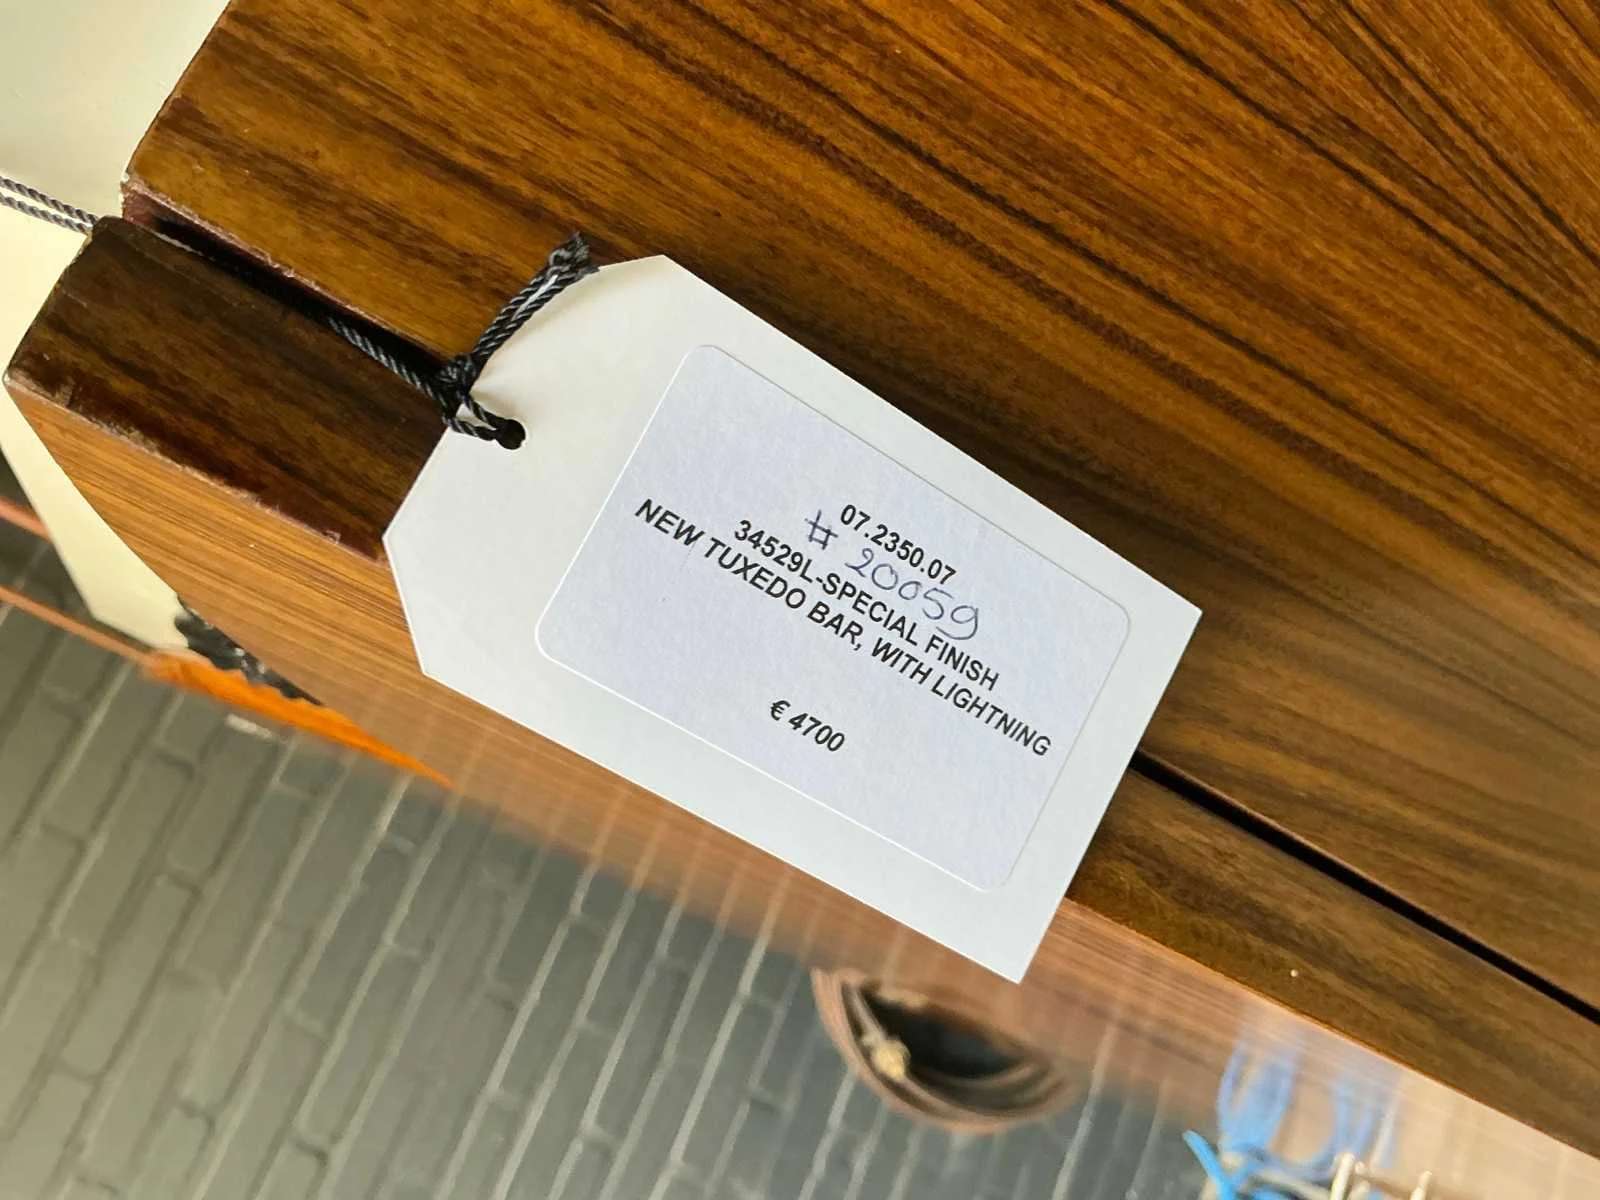 07.2350.07
# 20059
34529L-SPECIAL FINISH
NEW TUXEDO BAR, WITH LIGHTNING
€ 4700